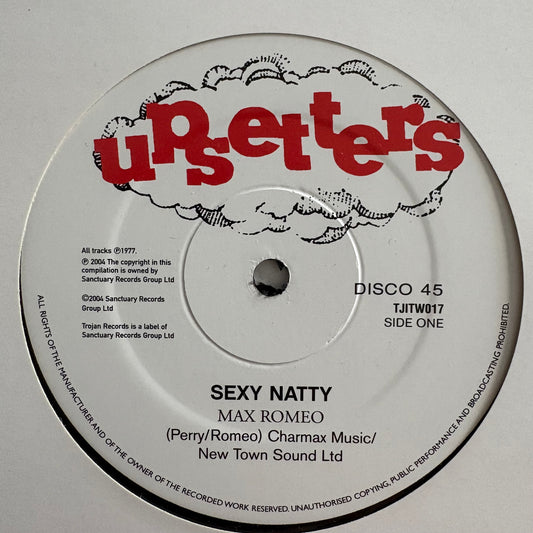 upsetters
All tracks ℗1977.
℗ 2004 The copyright in this
compilation is owned by
Sanctuary Records Group Ltd
©2004 Sanctuary Records
Group Ltd
Trojan Records is a label of
Sanctuary Records Group Ltd
DISCO 45
TJITW017
SIDE ONE
SEXY NATTY
MAX ROMEO
(Perry/Romeo) Charmax Music/
New Town Sound Ltd
ALL RIGHTS OF THE MANUFACTURER AND OF THE OWNER OF THE RECORDED WORK RESERVED. UNAUTHORISED COPYING, PUBLIC PERFORMANCE AND BROADCASTING PROHIBITED.